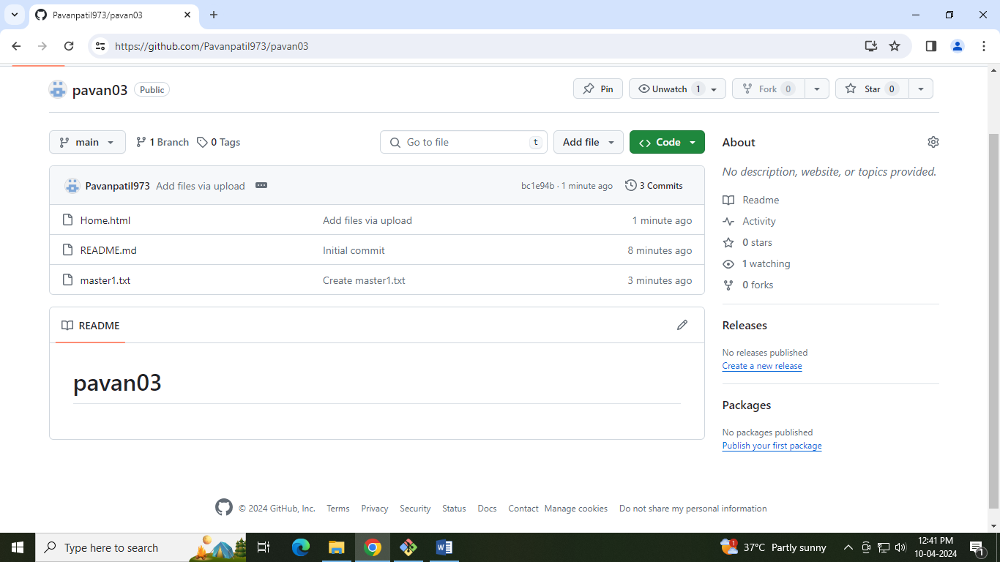 Pavanpatil973/pavan03
https://github.com/Pavanpatil973/pavan03
pavan03 Public Pin Unwatch 1 Fork 0 Star 0
main 1 Branch 0 Tags Go to file t Add file Code
About
No description, website, or topics provided.
Pavanpatil973 Add files via upload bc1e94b · 1 minute ago 3 Commits
Readme
Home.html Add files via upload 1 minute ago
Activity
0 stars
README.md Initial commit 8 minutes ago
1 watching
master1.txt Create master1.txt 3 minutes ago
0 forks
README
Releases
No releases published
Create a new release
pavan03
Packages
No packages published
Publish your first package
© 2024 GitHub, Inc. Terms Privacy Security Status Docs Contact Manage cookies Do not share my personal information
Type here to search
1 37°C Partly sunny
12:41 PM
10-04-2024
1